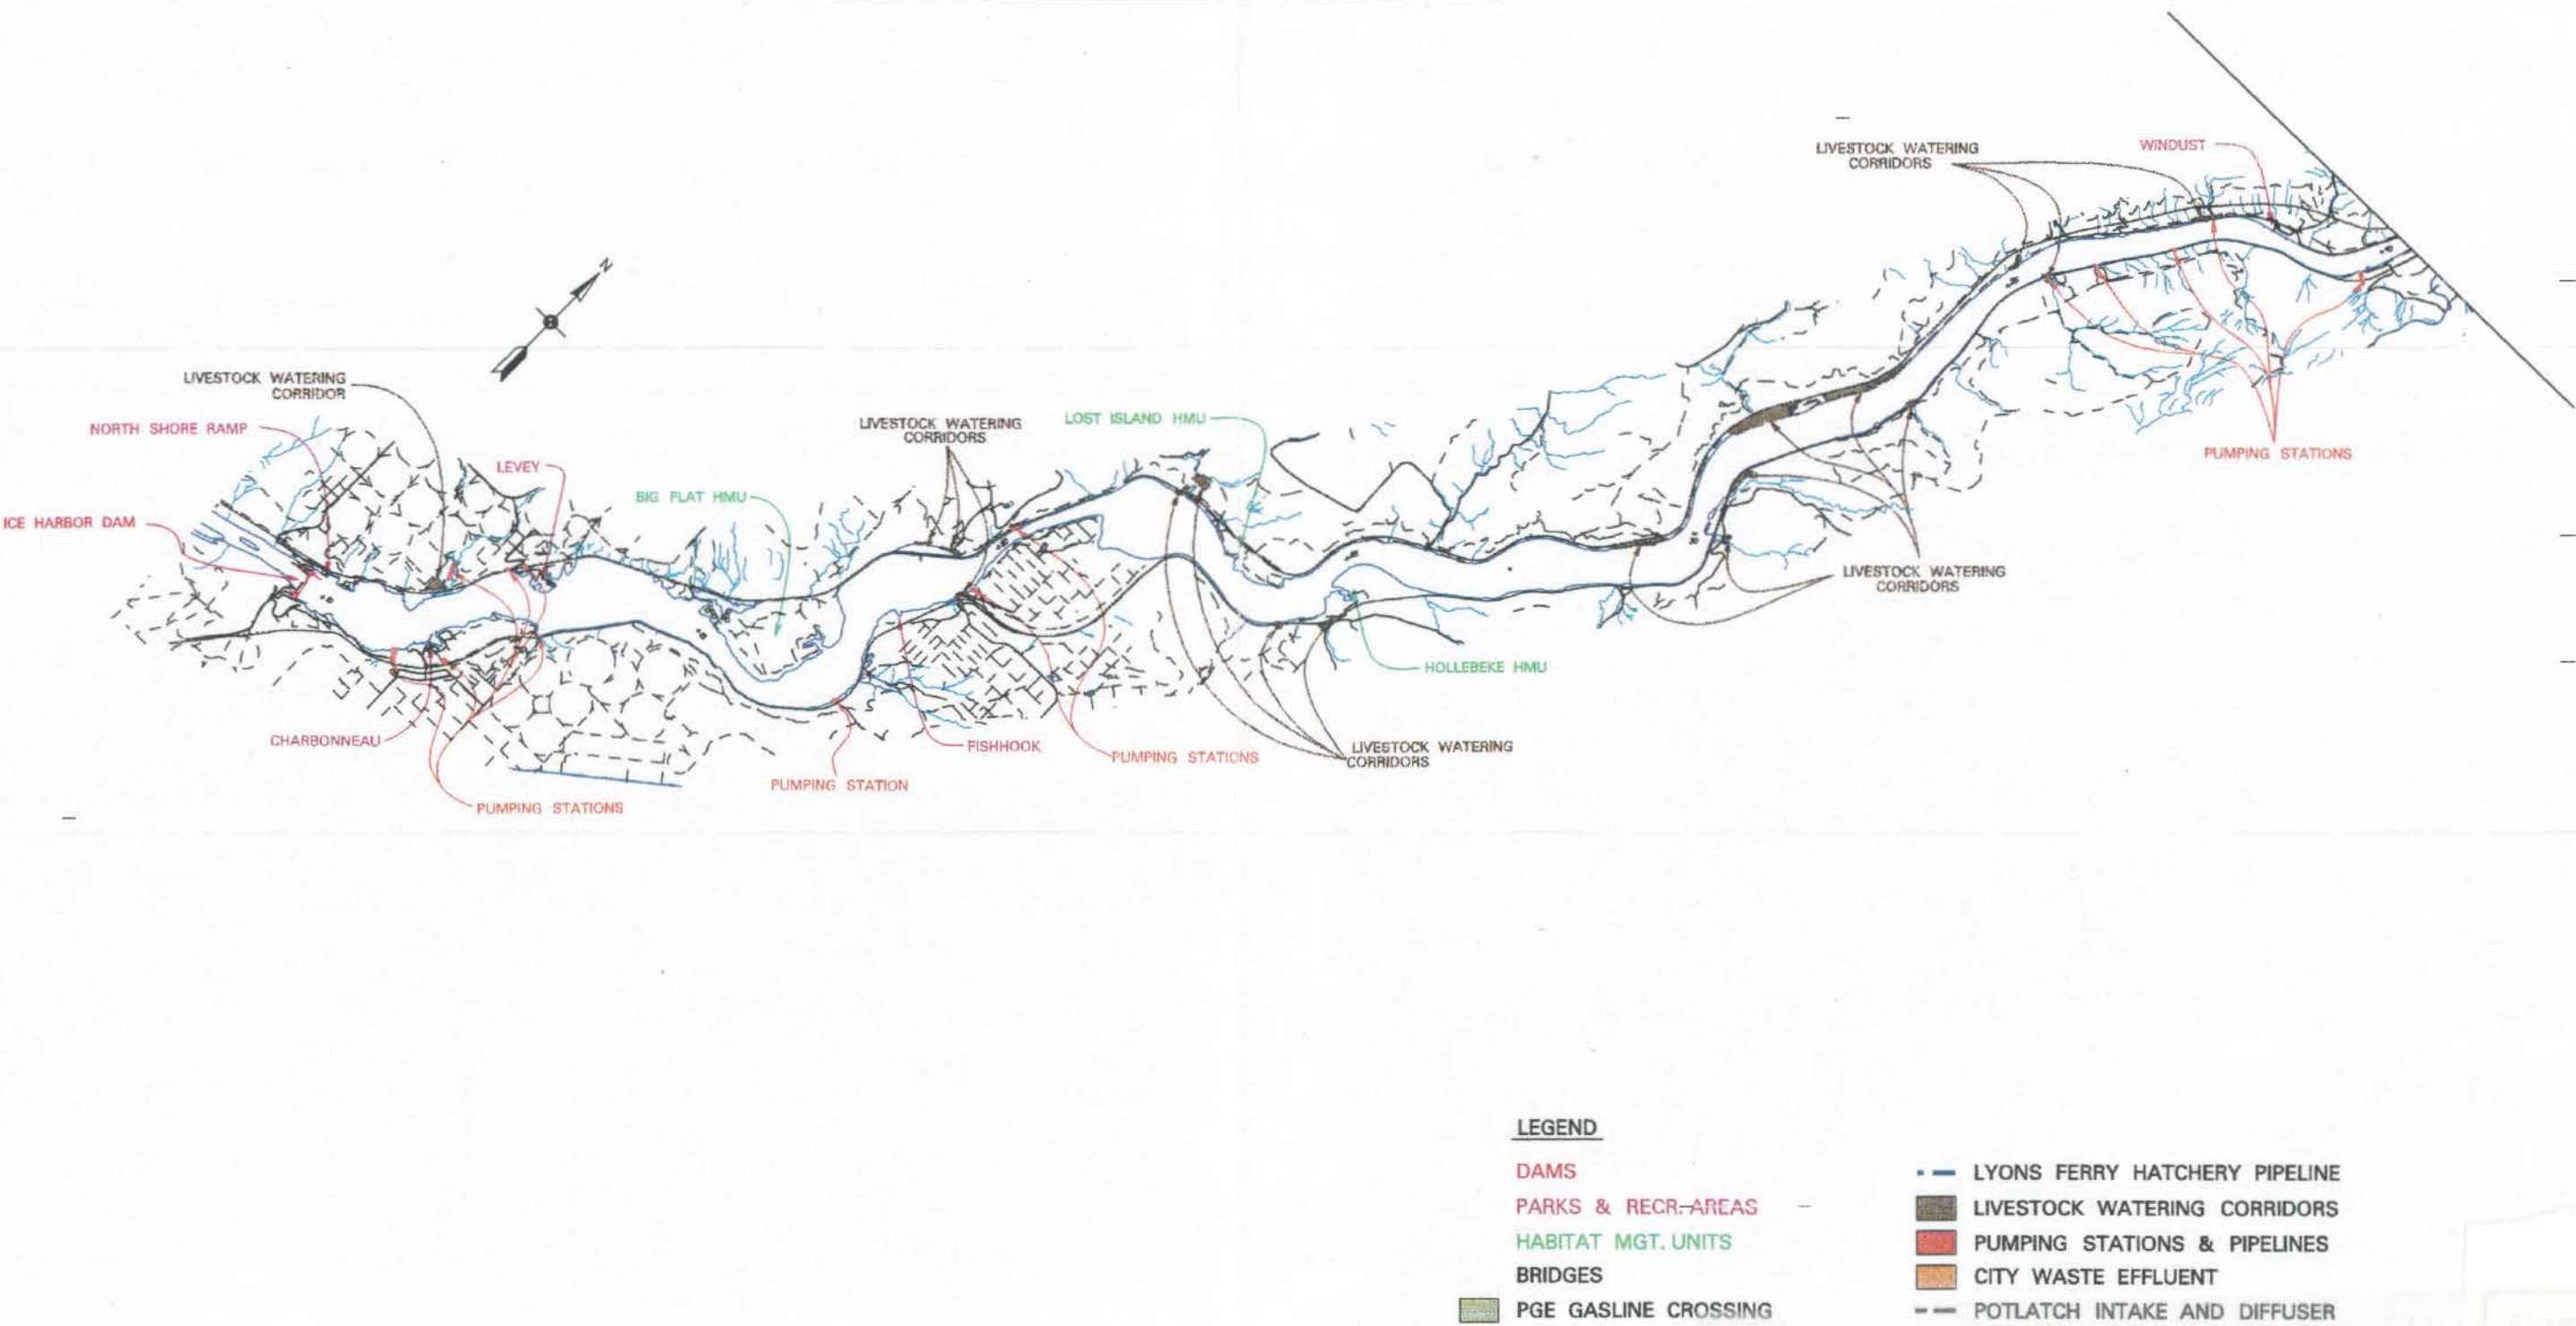 LIVESTOCK WATERING
CORRIDORS
WINDUST
N
LIVESTOCK WATERING
CORRIDOR
NORTH SHORE RAMP
LIVESTOCK WATERING
CORRIDORS
LOST ISLAND HMU
LEVEY
BIG FLAT HMU
ICE HARBOR DAM
PUMPING STATIONS
LIVESTOCK WATERING
CORRIDORS
HOLLEBEKE HMU
CHARBONNEAU
FISHHOOK
PUMPING STATIONS
LIVESTOCK WATERING
CORRIDORS
PUMPING STATION
PUMPING STATIONS
LEGEND
DAMS
PARKS & RECR. AREAS
HABITAT MGT. UNITS
BRIDGES
PGE GASLINE CROSSING
LYONS FERRY HATCHERY PIPELINE
LIVESTOCK WATERING CORRIDORS
PUMPING STATIONS & PIPELINES
CITY WASTE EFFLUENT
POTLATCH INTAKE AND DIFFUSER